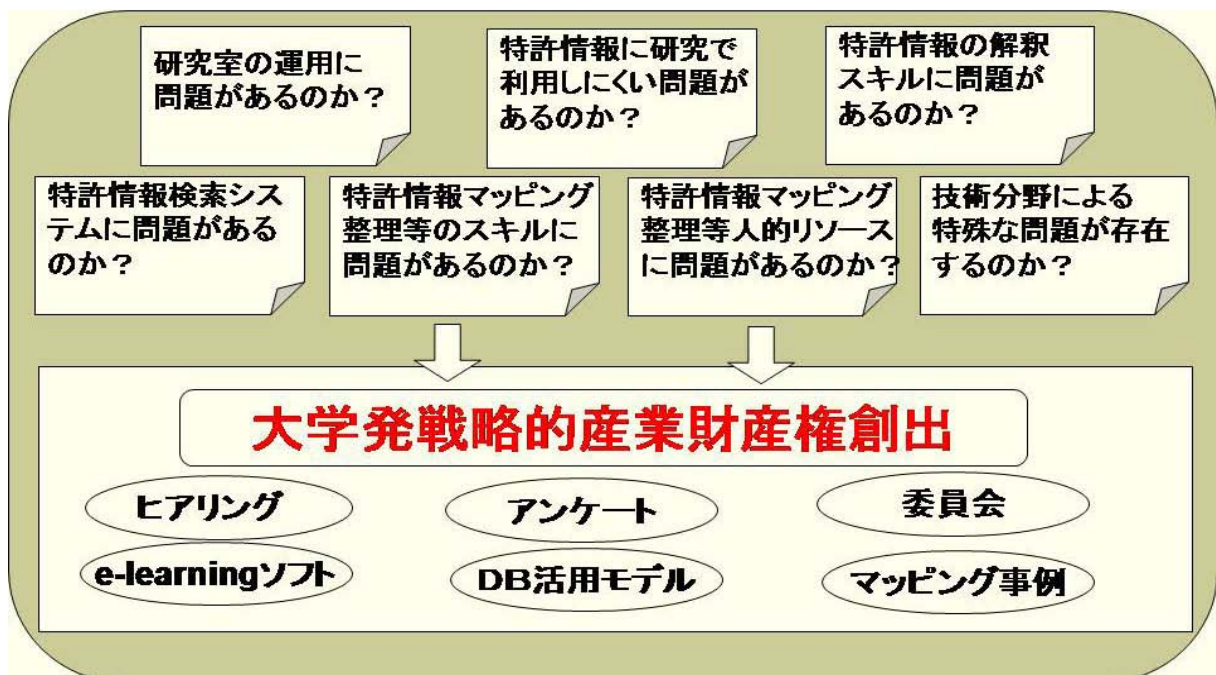 研究室の運用に
問題があるのか？
特許情報に研究で
利用しにくい問題が
あるのか？
特許情報の解釈
スキルに問題が
あるのか？
特許情報検索シス
テムに問題がある
のか？
特許情報マッピング
整理等のスキルに
問題があるのか？
特許情報マッピング
整理等人的リソース
に問題があるのか？
技術分野による
特殊な問題が存在
するのか？
大学発戦略的産業財産権創出
ヒアリング
アンケート
委員会
e-learningソフト
DB活用モデル
マッピング事例